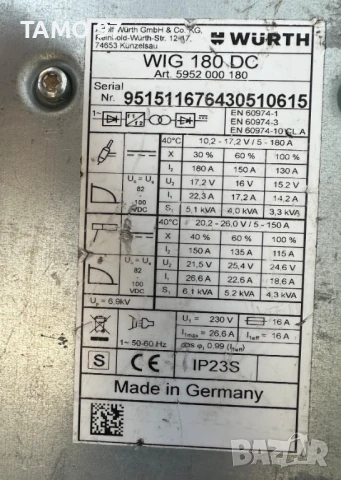 TAMO.bg
Adolf Würth GmbH & Co. KG,
Reinhold-Würth-Str. 12-17,
74653 Künzelsau
WÜRTH
WIG 180 DC
Art. 5952 000 180
Serial
Nr. 951511676430510615
EN 60974-1
EN 60974-3
EN 60974-10 CL A
40°C 10,2 - 17,2 V / 5 - 180 A
X 30 % 60 % 100 %
I₂ 180 A 150 A 130 A
U₀ = U₀ U₂ 17,2 V 16 V 15.2 V
82 - 100 VDC I₁ 22,3 A 17,2 A 14.2 A
S₁ 5,1 kVA 4,0 kVA 3,3 kVA
40°C 20,2 - 26,0 V / 5 - 150 A
X 40 % 60 % 100 %
I₂ 150 A 135 A 115 A
U₂ 21,5 V 25,4 V 24,6 V
82 - 100 VDC I₁ 26,6 A 22,6 A 18,6 A
U = 6,9kV S₁ 6.1 kVA 5.2 kVA 4,3 kVA
U₁ = 230 V 16 A
1~ 50-60 Hz I₁max = 26,6 A I₁eff = 16 A
cos φ₁ 0,99 (I₁eff)
S CE IP23S
Made in Germany
bazar